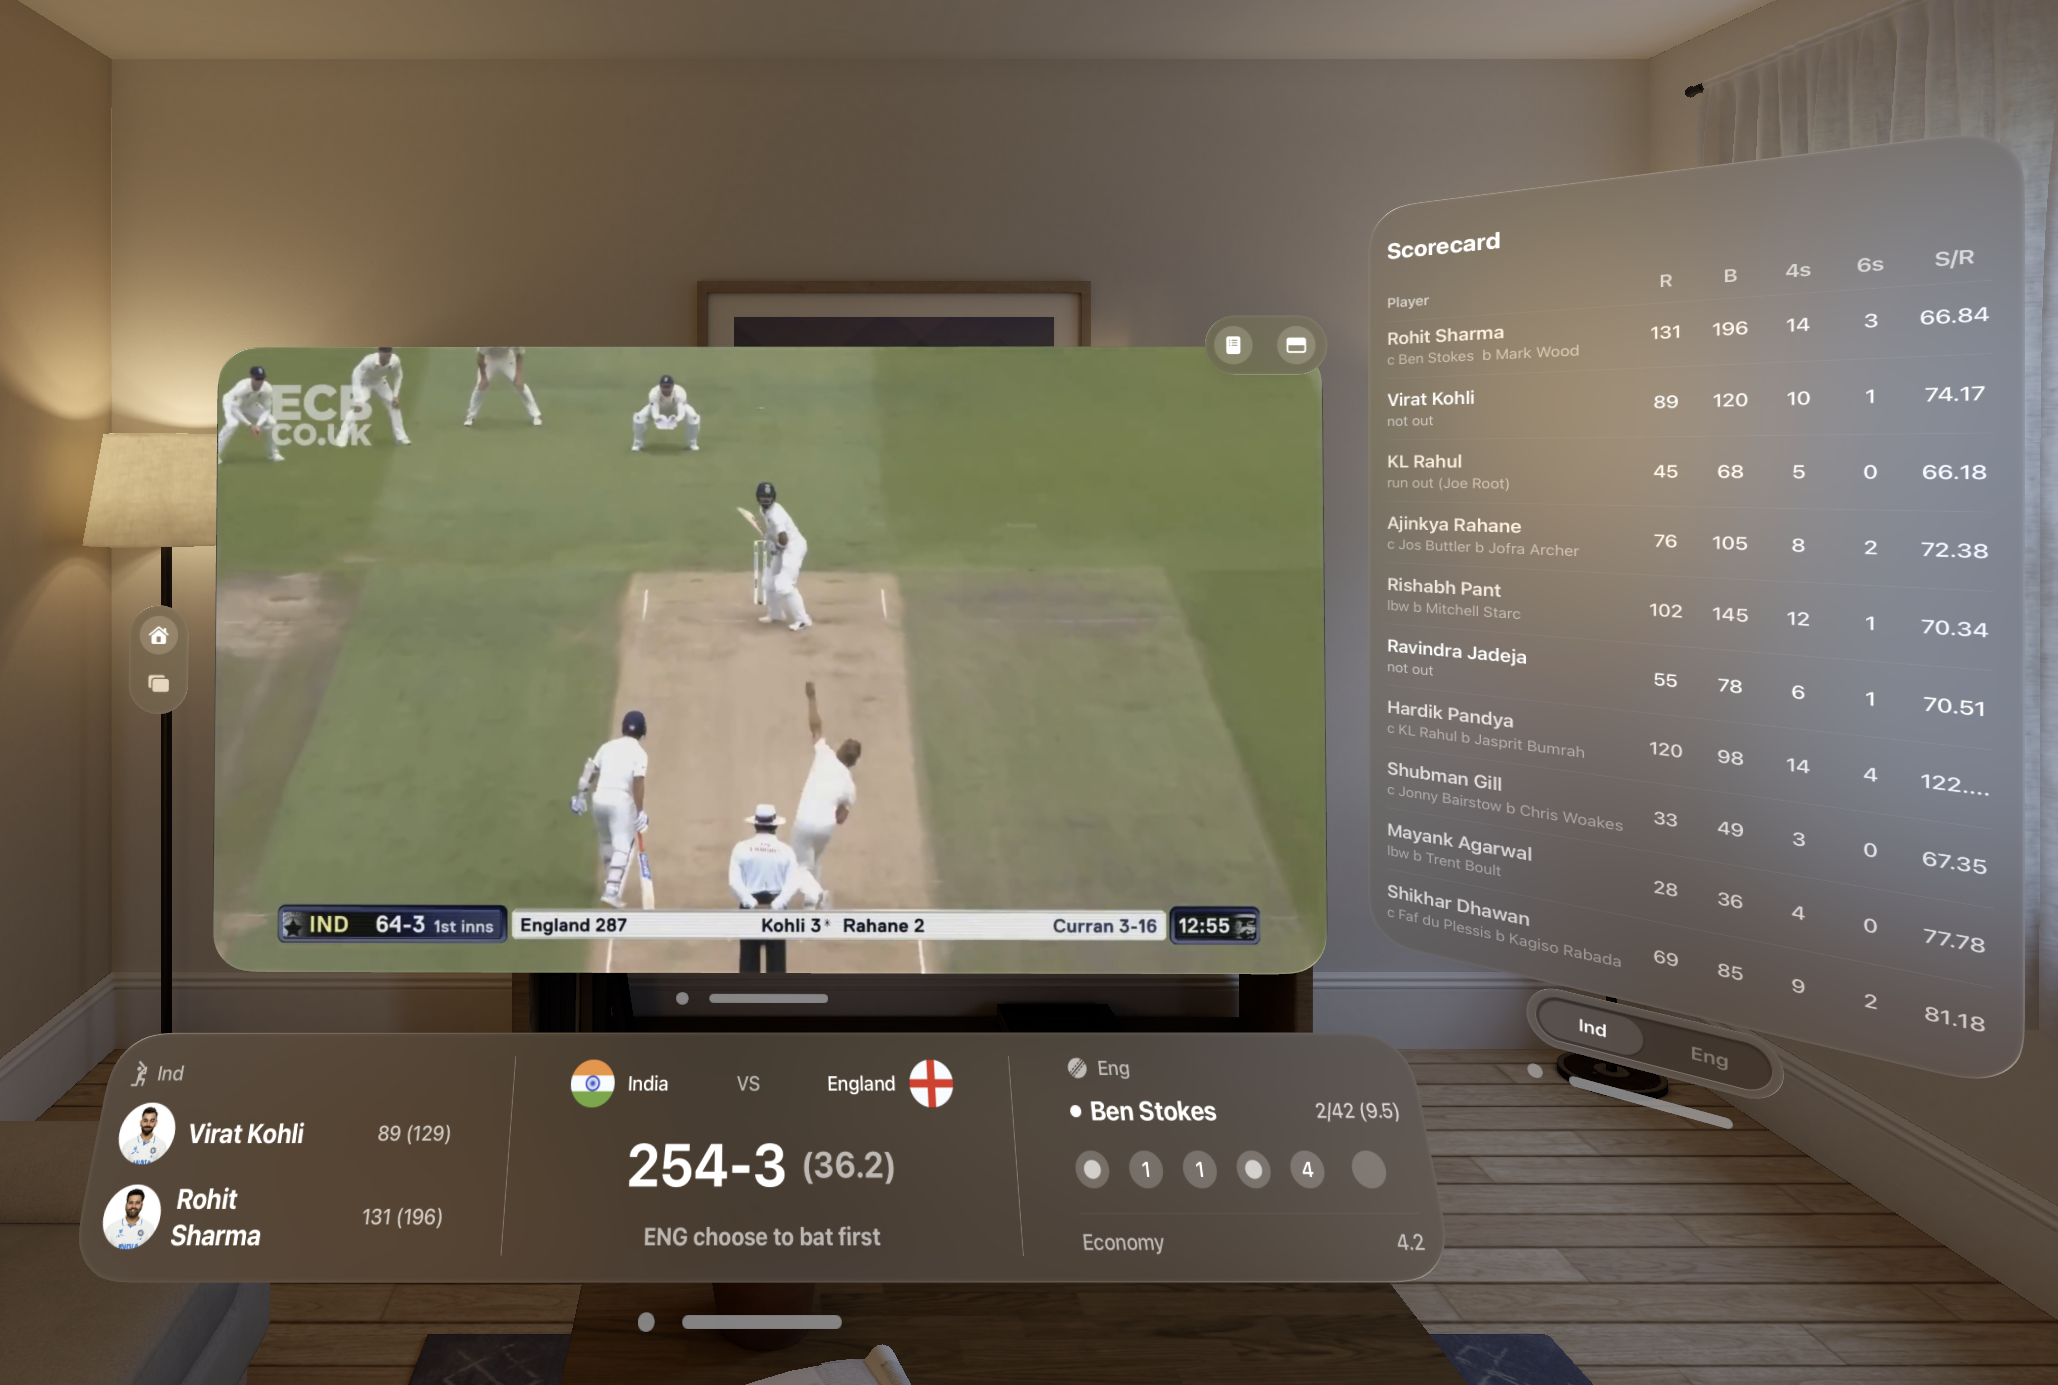 ECB
CO.UK
IND 64-3 1st inns England 287 Kohli 3* Rahane 2 Curran 3-16 12:55
Scorecard
Player R B 4s 6s S/R
Rohit Sharma 131 196 14 3 66.84
c Ben Stokes b Mark Wood
Virat Kohli 89 120 10 1 74.17
not out
KL Rahul 45 68 5 0 66.18
run out (Joe Root)
Ajinkya Rahane 76 105 8 2 72.38
c Jos Buttler b Jofra Archer
Rishabh Pant 102 145 12 1 70.34
lbw b Mitchell Starc
Ravindra Jadeja 55 78 6 1 70.51
not out
Hardik Pandya 120 98 14 4 122....
c KL Rahul b Jasprit Bumrah
Shubman Gill 33 49 3 0 67.35
c Jonny Bairstow b Chris Woakes
Mayank Agarwal 28 36 4 0 77.78
lbw b Trent Boult
Shikhar Dhawan 69 85 9 2 81.18
c Faf du Plessis b Kagiso Rabada
Ind Eng
Ind
Virat Kohli 89 (129)
Rohit
Sharma 131 (196)
India VS England
254-3 (36.2)
ENG choose to bat first
Eng
Ben Stokes 2/42 (9.5)
1 1 4
Economy 4.2